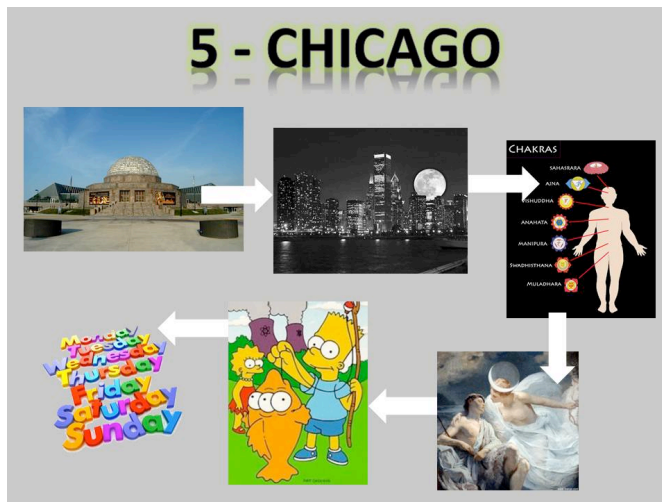 5 - CHICAGO
CHAKRAS
SAHASRARA
AJNA
VISHUDDHA
ANAHATA
MANIPURA
SWADHISTHANA
MULADHARA
Monday
Tuesday
Wednesday
Thursday
Friday
Saturday
Sunday